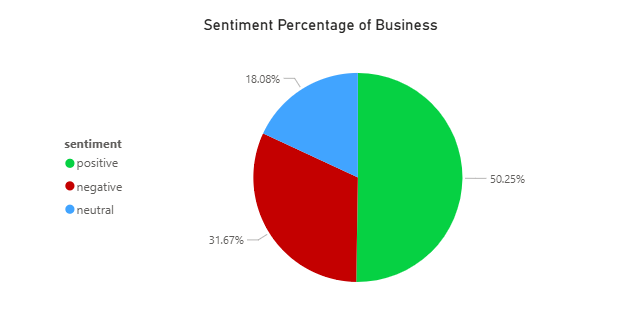 Sentiment Percentage of Business
18.08%
sentiment
positive
negative
neutral
50.25%
31.67%